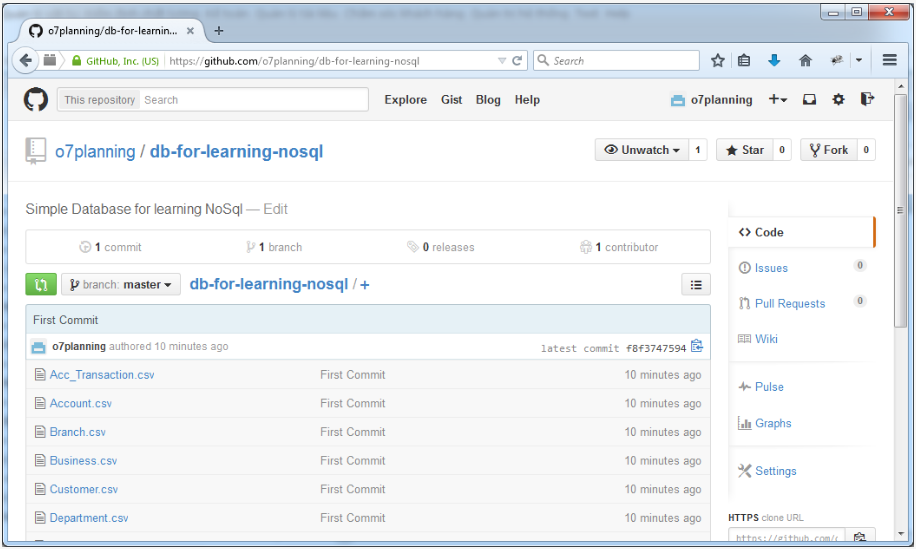 o7planning/db-for-learnin...
GitHub, Inc. (US) https://github.com/o7planning/db-for-learning-nosql Search
This repository Search Explore Gist Blog Help o7planning
o7planning / db-for-learning-nosql Unwatch 1 Star 0 Fork 0
Simple Database for learning NoSql — Edit
1 commit 1 branch 0 releases 1 contributor
branch: master db-for-learning-nosql / +
First Commit
o7planning authored 10 minutes ago latest commit f8f3747594
Acc_Transaction.csv First Commit 10 minutes ago
Account.csv First Commit 10 minutes ago
Branch.csv First Commit 10 minutes ago
Business.csv First Commit 10 minutes ago
Customer.csv First Commit 10 minutes ago
Department.csv First Commit 10 minutes ago
Code
Issues 0
Pull Requests 0
Wiki
Pulse
Graphs
Settings
HTTPS clone URL
https://github.com/